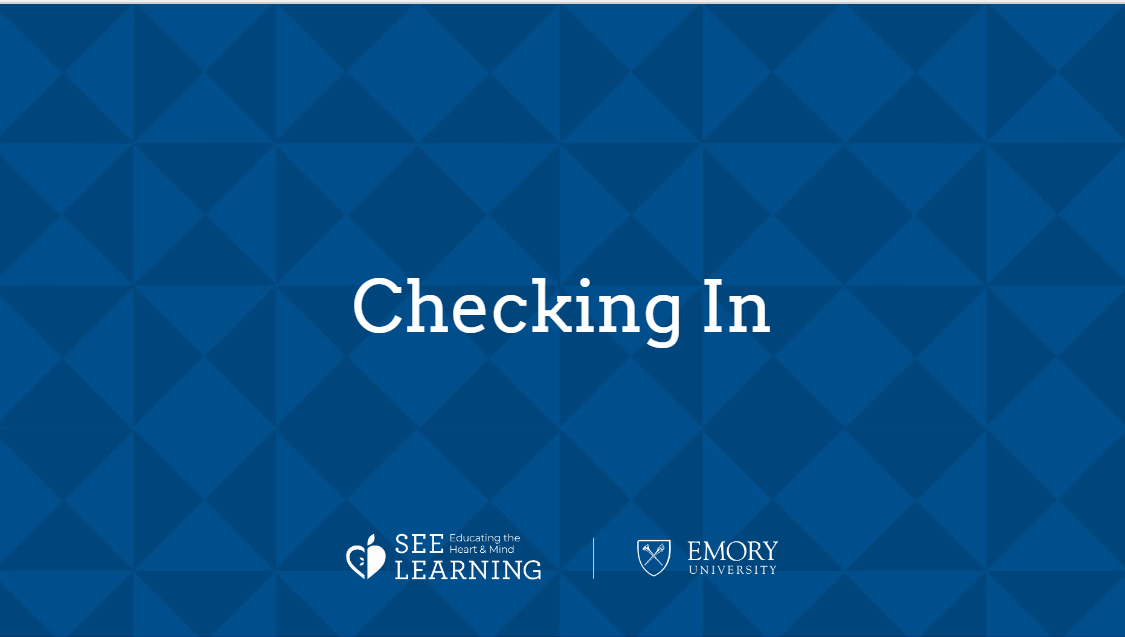 Checking In
SEE Educating the
Heart & Mind
LEARNING
EMORY
UNIVERSITY